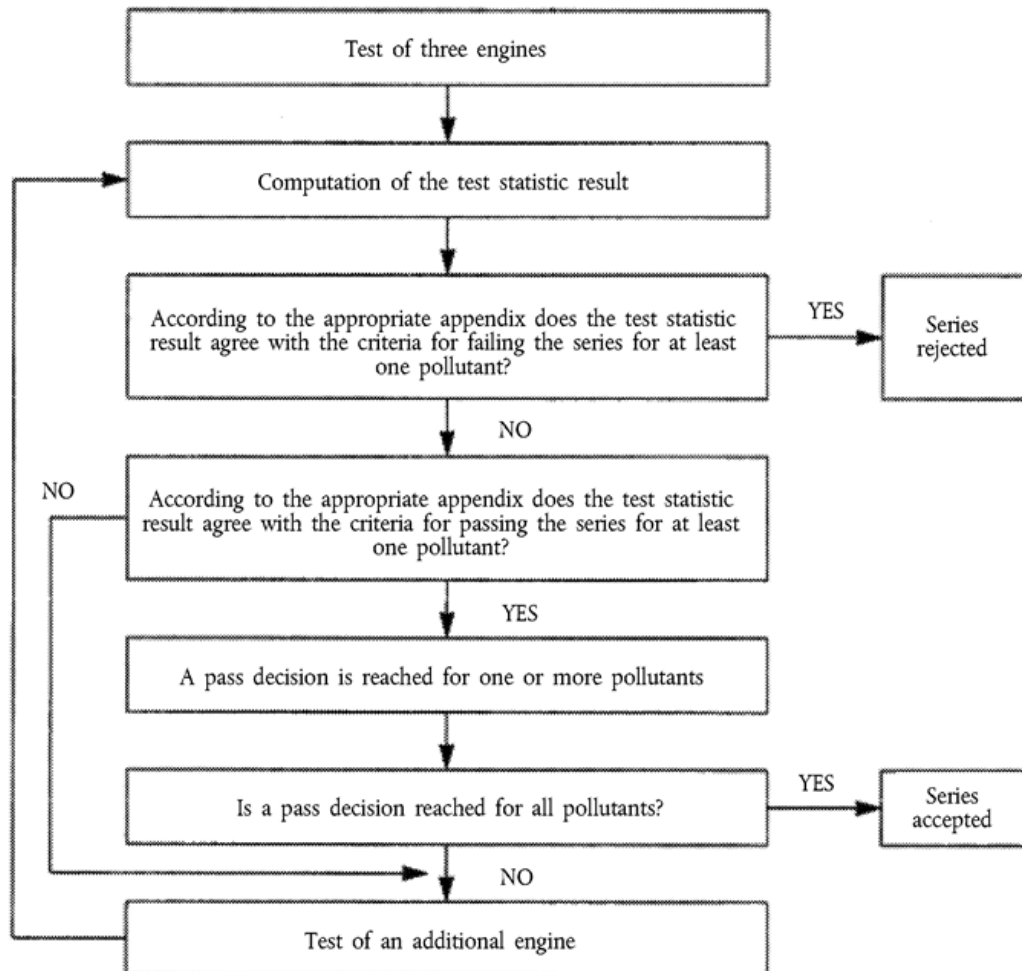 Test of three engines
Computation of the test statistic result
According to the appropriate appendix does the test statistic
result agree with the criteria for failing the series for at least
one pollutant?
YES
Series
rejected
NO
NO
According to the appropriate appendix does the test statistic
result agree with the criteria for passing the series for at least
one pollutant?
YES
A pass decision is reached for one or more pollutants
Is a pass decision reached for all pollutants?
YES
Series
accepted
NO
Test of an additional engine